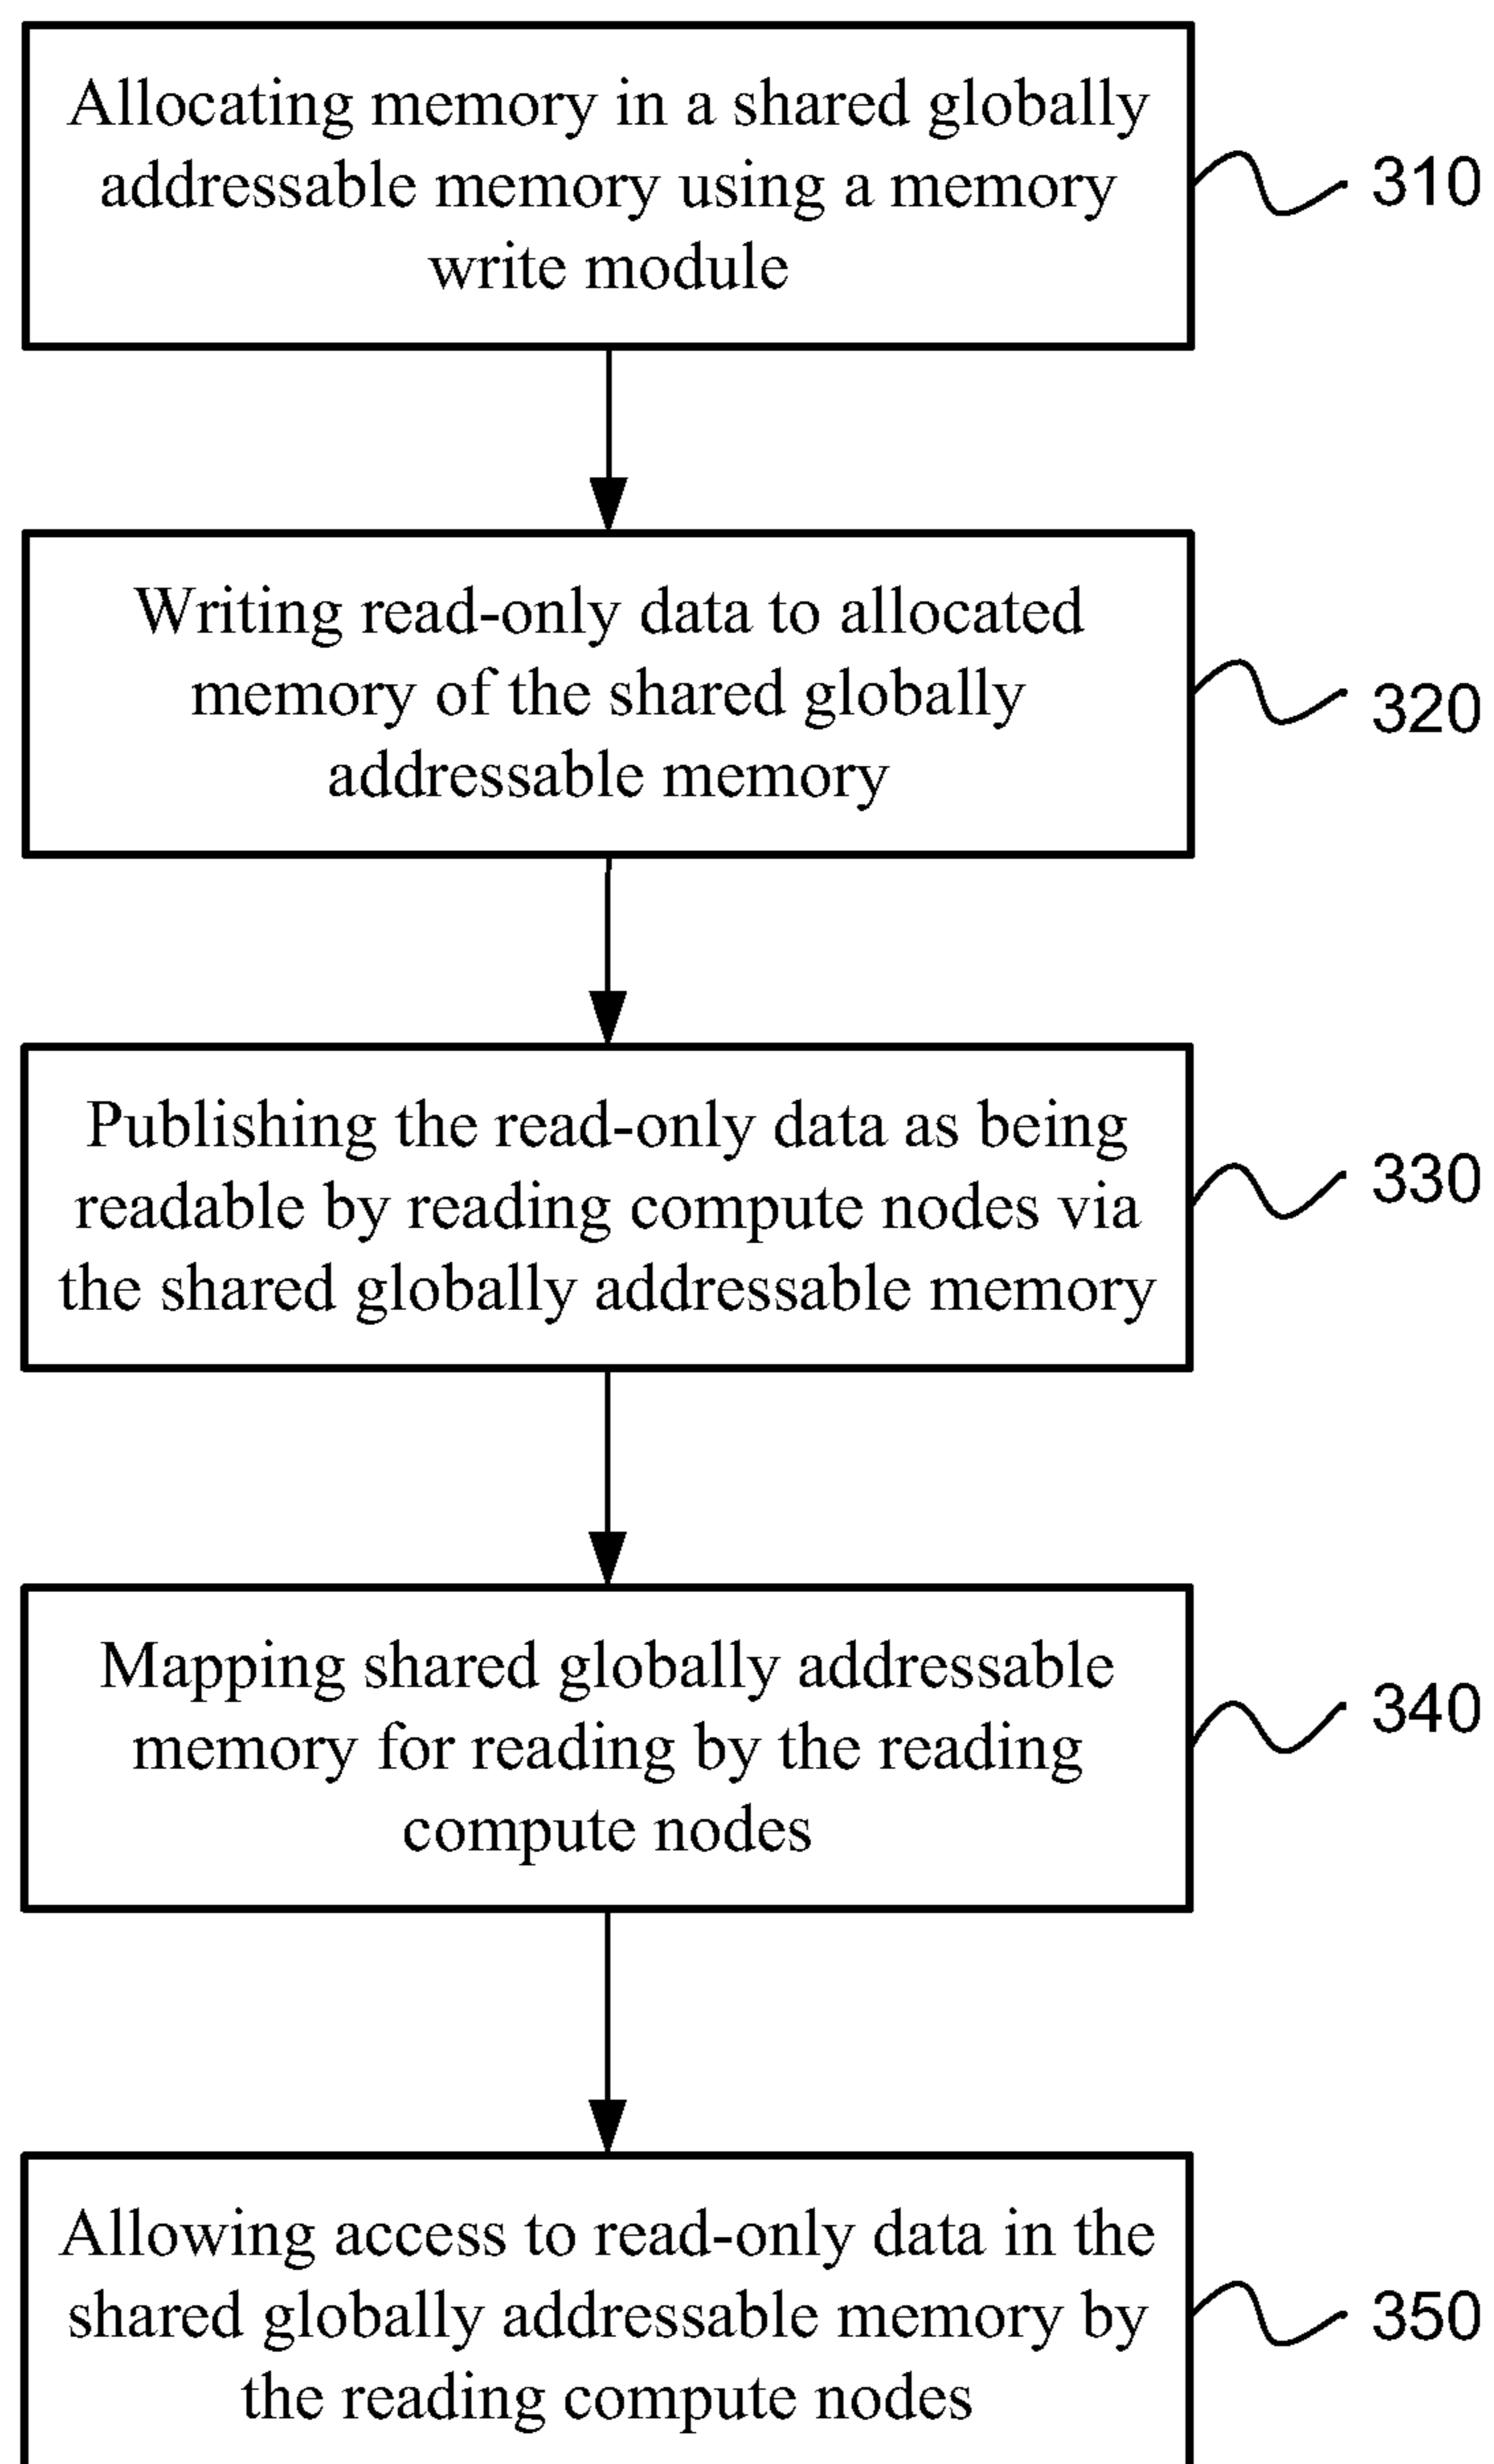 Allocating memory in a shared globally
addressable memory using a memory
write module
310
Writing read-only data to allocated
memory of the shared globally
addressable memory
320
Publishing the read-only data as being
readable by reading compute nodes via
the shared globally addressable memory
330
Mapping shared globally addressable
memory for reading by the reading
compute nodes
340
Allowing access to read-only data in the
shared globally addressable memory by
the reading compute nodes
350